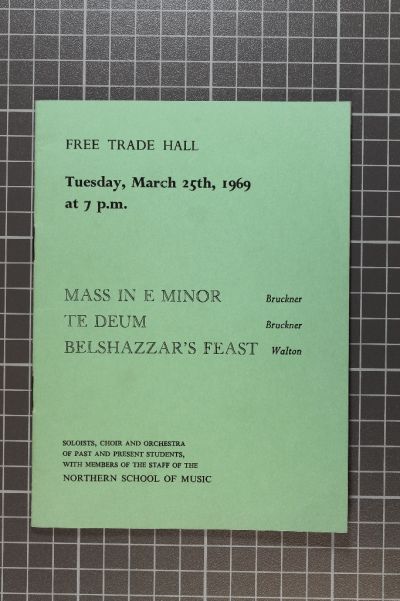 FREE TRADE HALL
Tuesday, March 25th, 1969
at 7 p.m.
MASS IN E MINOR Bruckner
TE DEUM Bruckner
BELSHAZZAR'S FEAST Walton
SOLOISTS, CHOIR AND ORCHESTRA
OF PAST AND PRESENT STUDENTS,
WITH MEMBERS OF THE STAFF OF THE
NORTHERN SCHOOL OF MUSIC